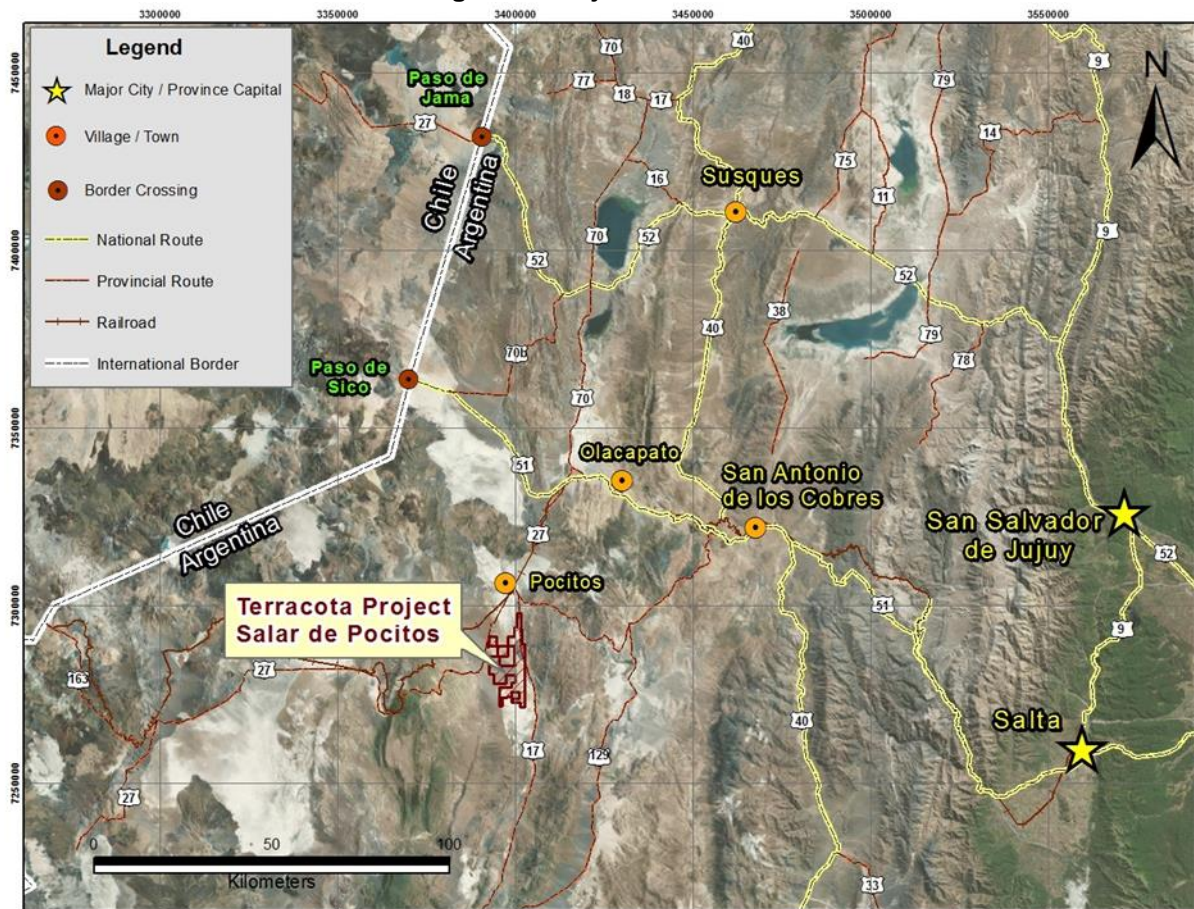 3300000
3350000
3400000
3450000
3500000
3550000
Legend
Major City / Province Capital
Village / Town
Border Crossing
National Route
Provincial Route
Railroad
International Border
N
7450000
7400000
7350000
7300000
7250000
Paso de
Jama
27
Chile
Argentina
70
77
18
17
40
79
9
14
75
16
11
Susques
70
52
52
9
52
40
38
79
78
70b
Paso de
Sico
70
51
Olacapato
San Antonio
de los Cobres
San Salvador
de Jujuy
52
Chile
Argentina
27
Pocitos
Terracota Project
Salar de Pocitos
51
9
163
27
40
Salta
17
129
27
33
0
50
100
Kilometers